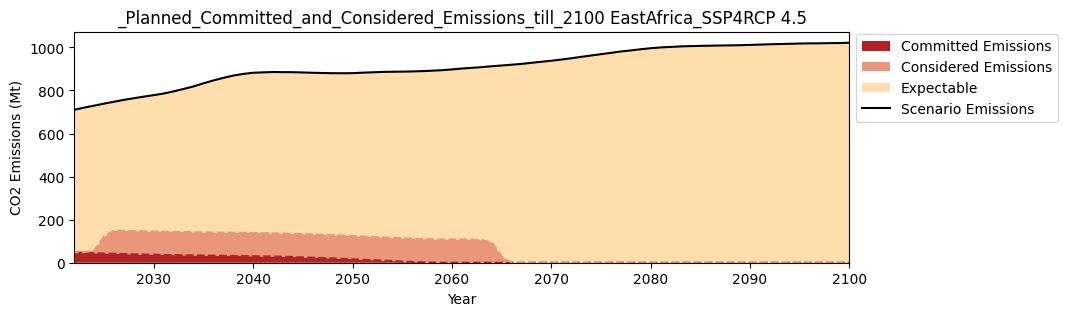 _Planned_Committed_and_Considered_Emissions_till_2100 EastAfrica_SSP4RCP 4.5
CO2 Emissions (Mt)
1000
800
600
400
200
0
2030 2040 2050 2060 2070 2080 2090 2100
Year
Committed Emissions
Considered Emissions
Expectable
Scenario Emissions